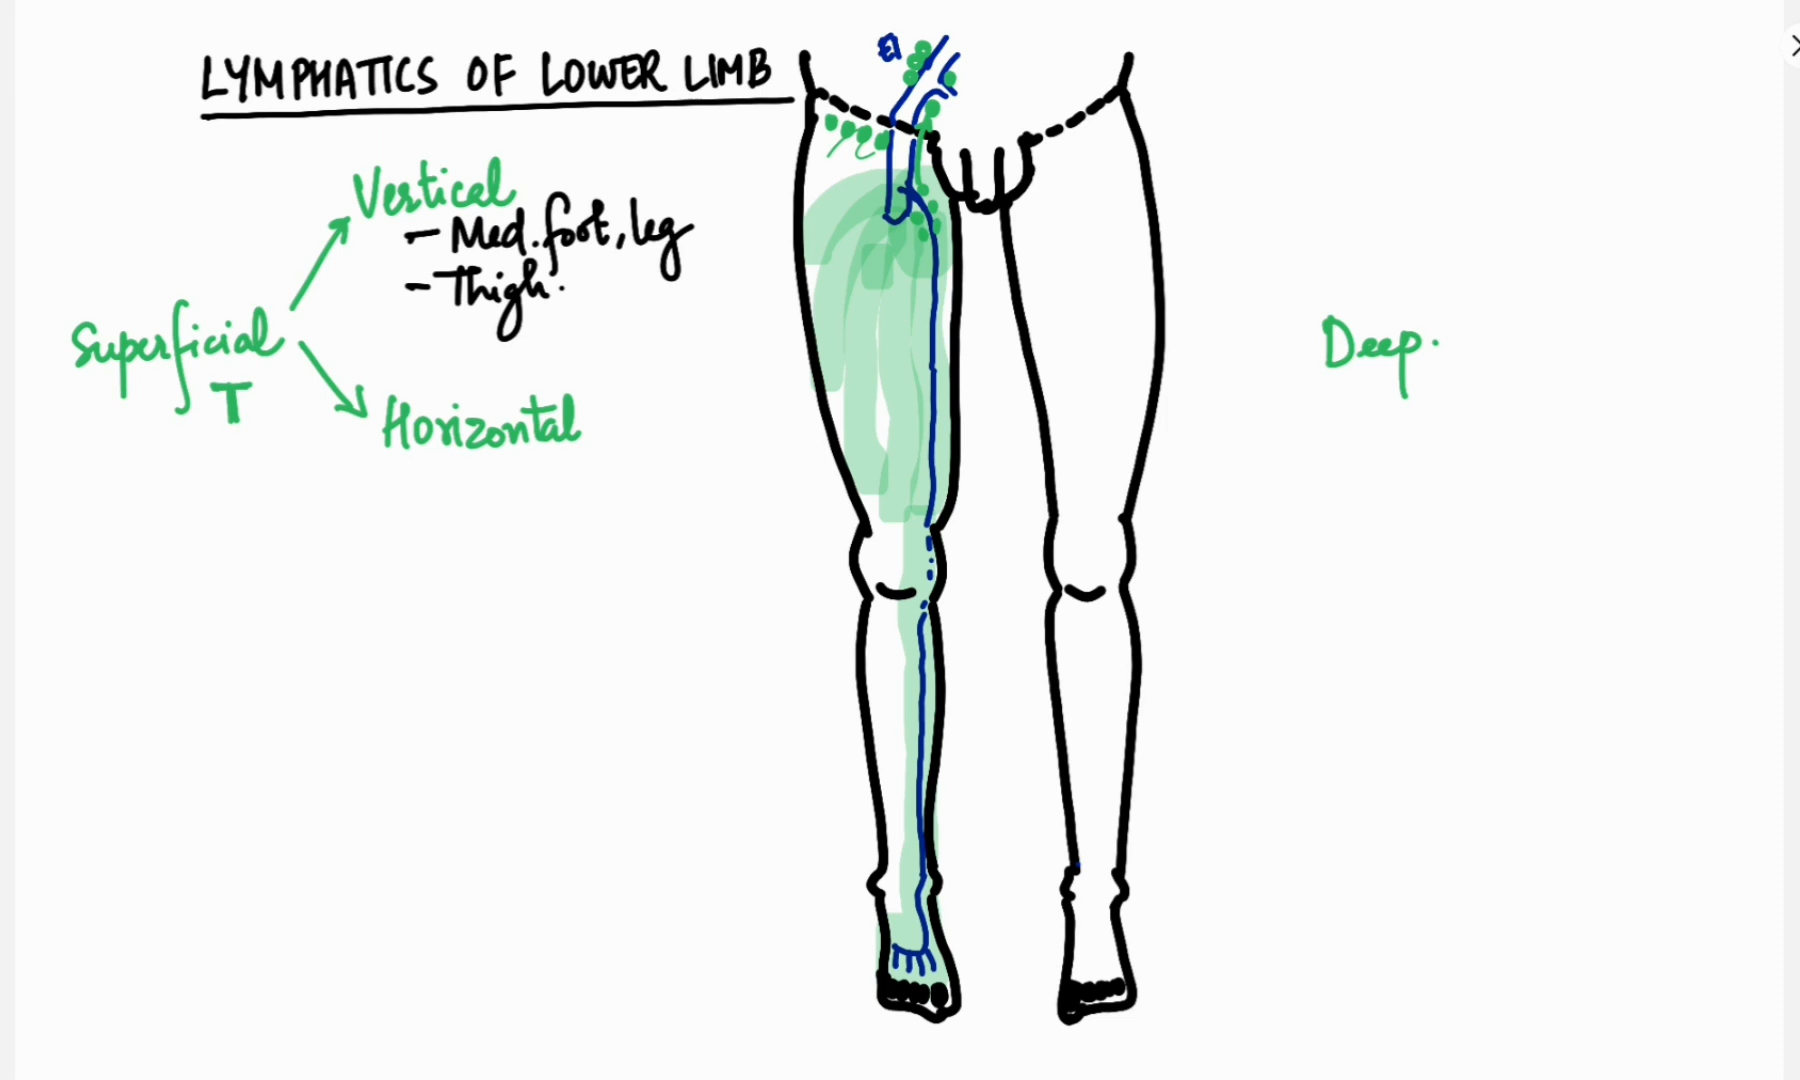 LYMPHATICS OF LOWER LIMB
Vertical
- Med. foot, leg
- Thigh.
Superficial
T
Horizontal
Deep.